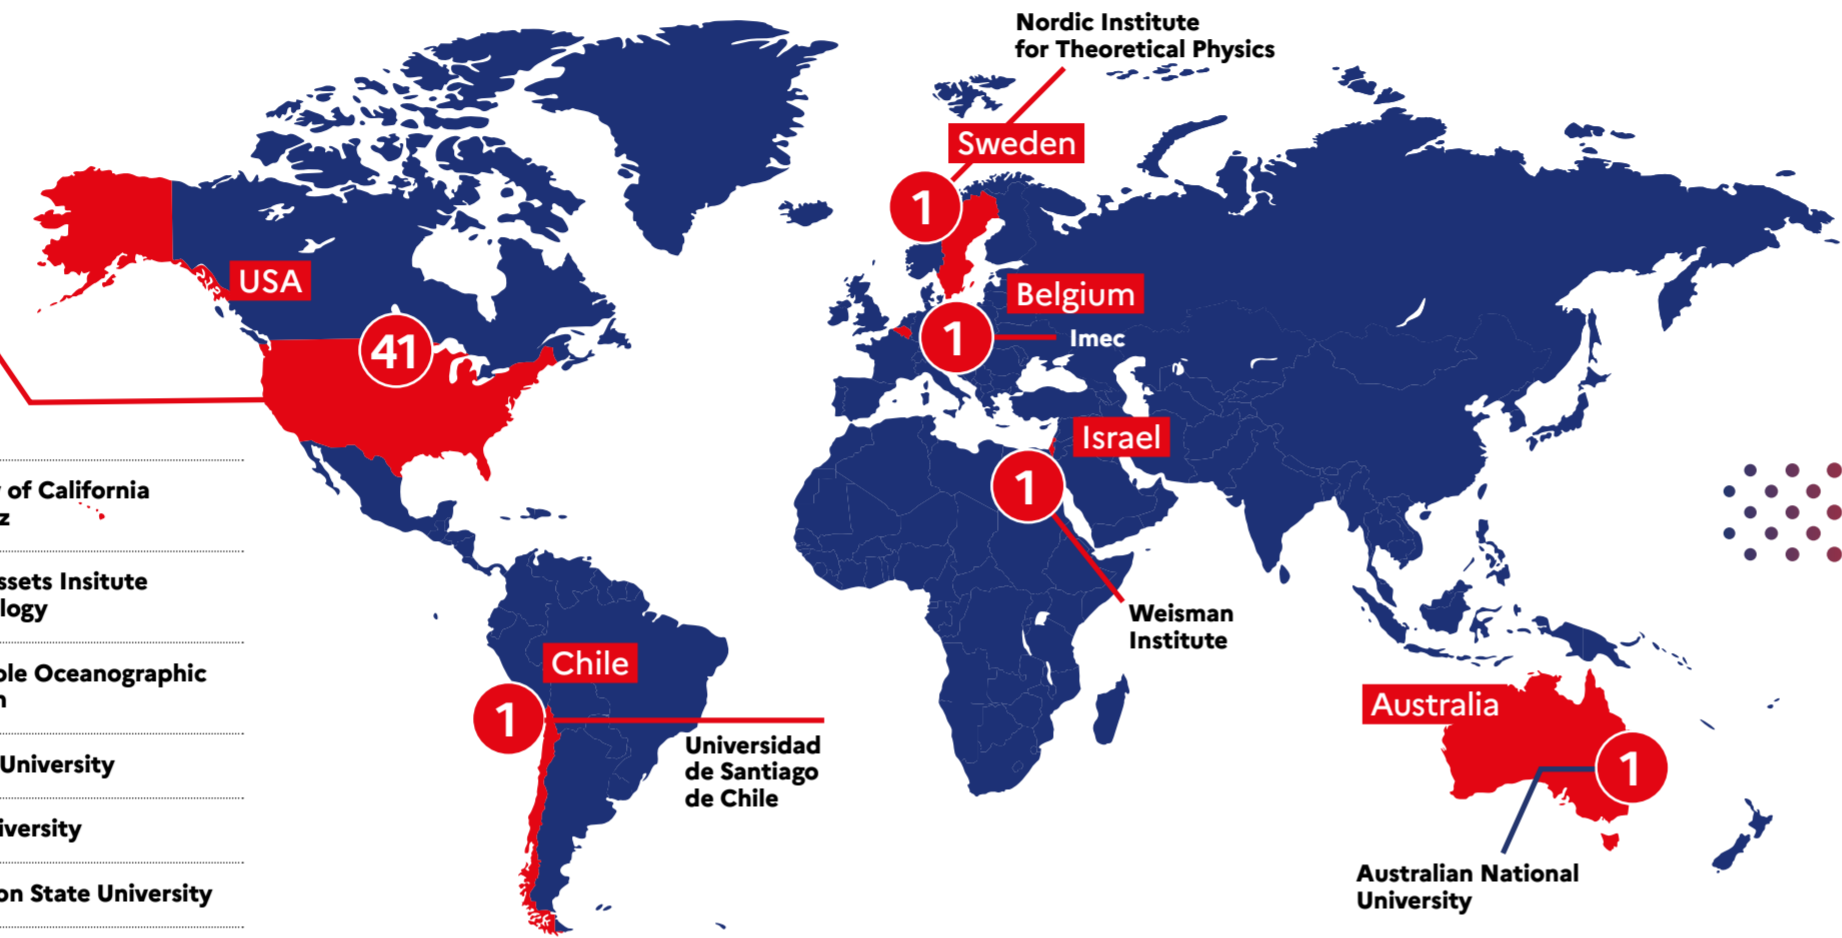 Nordic Institute
for Theoretical Physics
Sweden
1
USA
Belgium
41
1
Imec
Israel
1
of California
z
ssets Insitute
logy
Weisman
Institute
ole Oceanographic
n
Chile
Australia
1
Universidad
de Santiago
de Chile
1
University
iversity
Australian National
University
on State University